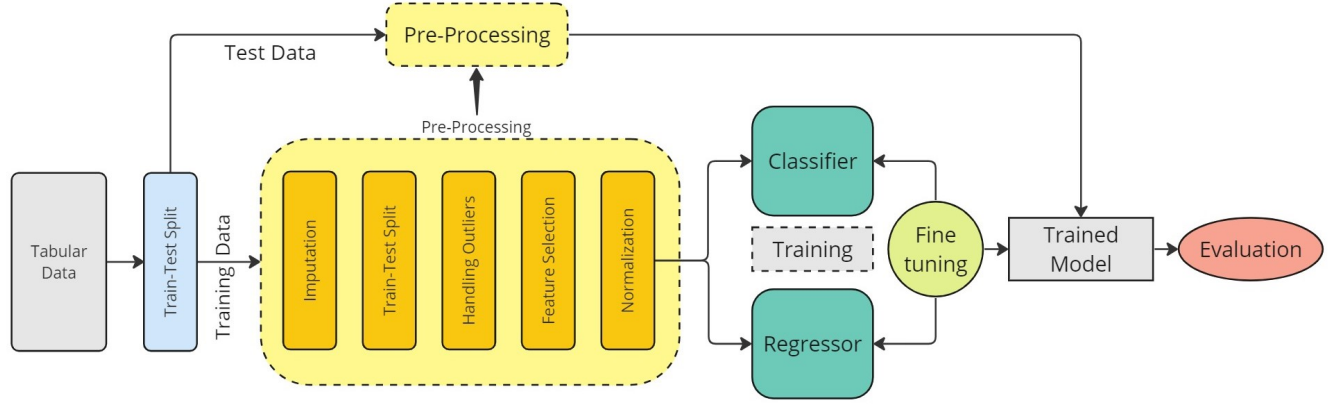 Test Data
Pre-Processing
Pre-Processing
Tabular
Data
Train-Test Split
Training Data
Imputation
Train-Test Split
Handling Outliers
Feature Selection
Normalization
Classifier
Training
Regressor
Fine
tuning
Trained
Model
Evaluation